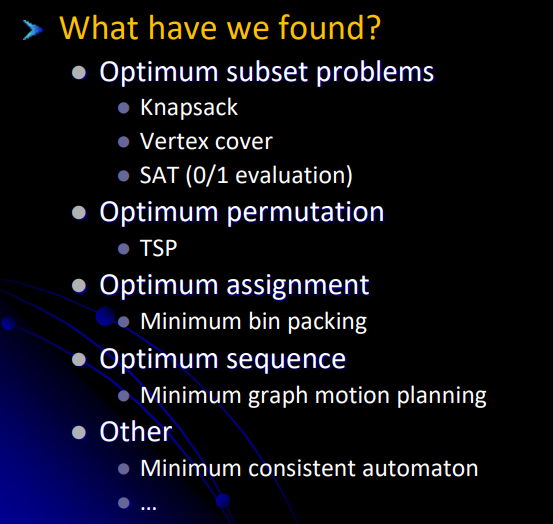 What have we found?
Optimum subset problems
Knapsack
Vertex cover
SAT (0/1 evaluation)
Optimum permutation
TSP
Optimum assignment
Minimum bin packing
Optimum sequence
Minimum graph motion planning
Other
Minimum consistent automaton
...